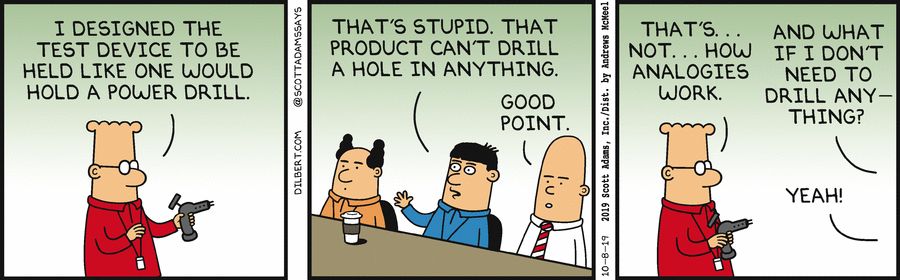 I DESIGNED THE
TEST DEVICE TO BE
HELD LIKE ONE WOULD
HOLD A POWER DRILL.
DILBERT.COM @SCOTTADAMSSAYS
THAT'S STUPID. THAT
PRODUCT CAN'T DRILL
A HOLE IN ANYTHING.
GOOD
POINT.
10-8-19 2019 Scott Adams, Inc./Dist. by Andrews McMeel
THAT'S...
NOT... HOW
ANALOGIES
WORK.
AND WHAT
IF I DON'T
NEED TO
DRILL ANY—
THING?
YEAH!